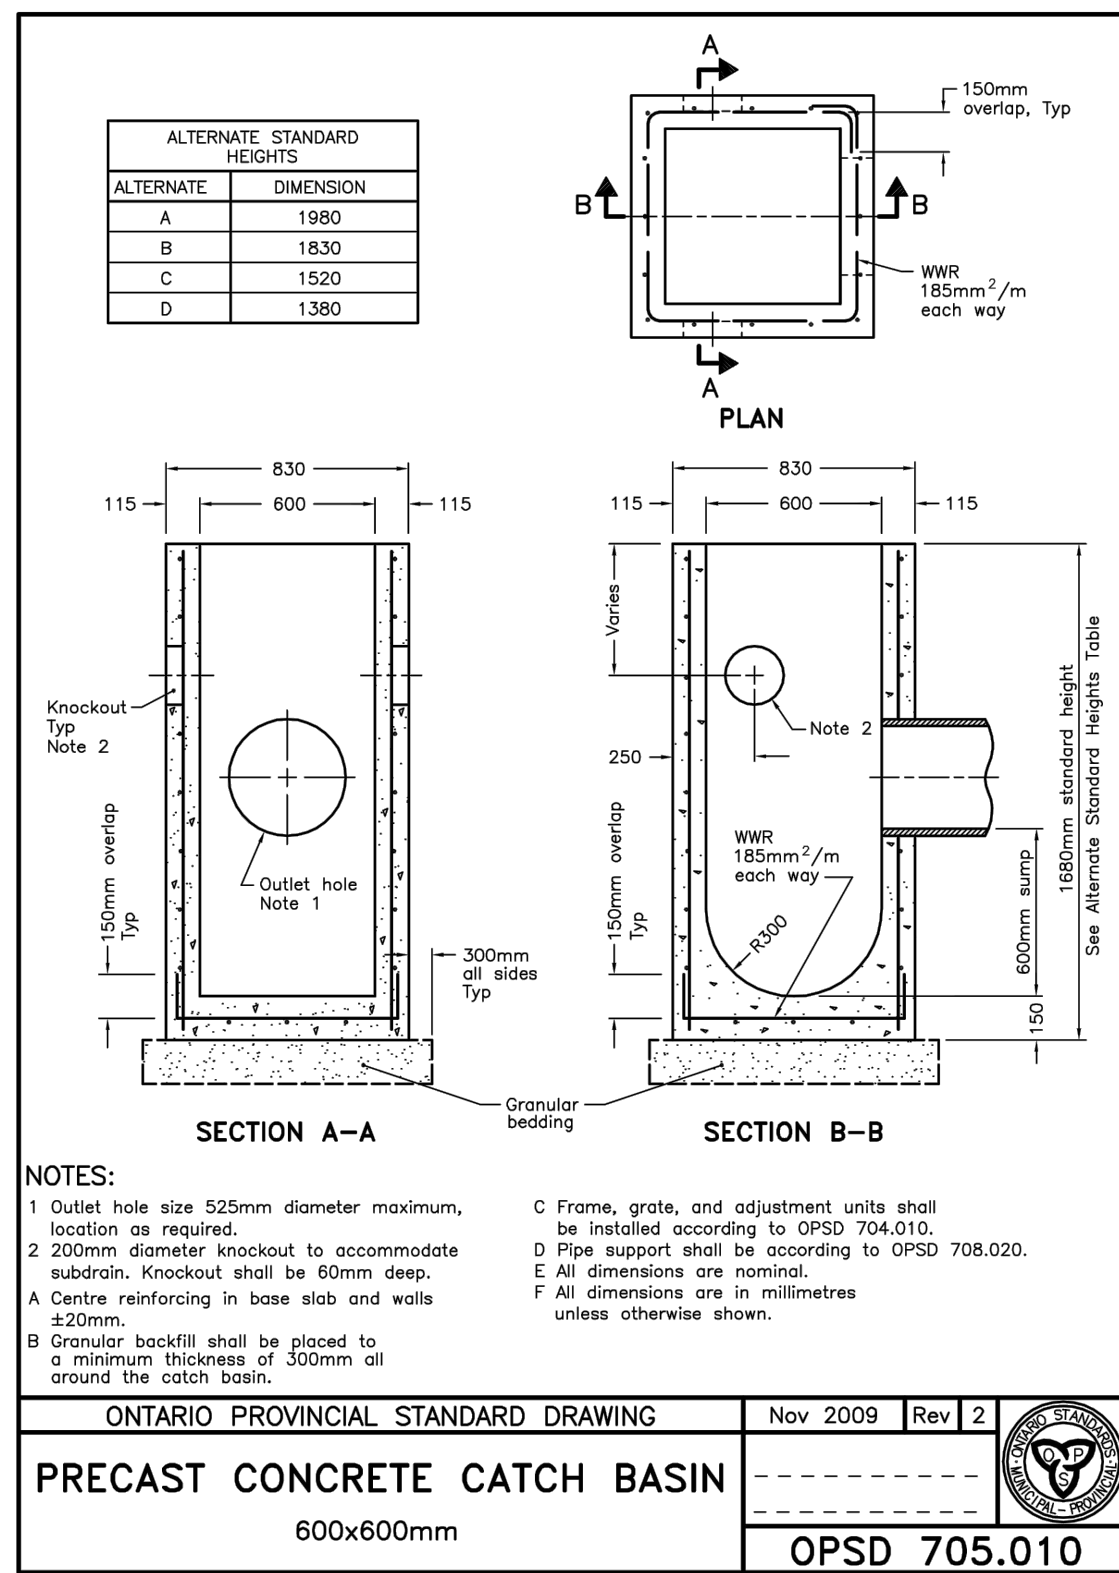 A
150mm
overlap, Typ
ALTERNATE STANDARD
HEIGHTS
ALTERNATE DIMENSION
A 1980
B 1830
C 1520
D 1380
B B
WWR
185mm²/m
each way
A
PLAN
830
115 600 115
Knockout
Typ
Note 2
150mm overlap
Typ
Outlet hole
Note 1
300mm
all sides
Typ
830
115 600 115
Varies
Note 2
250
150mm overlap
Typ
WWR
185mm²/m
each way
R300
600mm sump
150
1680mm standard height
See Alternate Standard Heights Table
Granular
bedding
SECTION A–A
SECTION B–B
NOTES:
1 Outlet hole size 525mm diameter maximum,
location as required.
2 200mm diameter knockout to accommodate
subdrain. Knockout shall be 60mm deep.
A Centre reinforcing in base slab and walls
±20mm.
B Granular backfill shall be placed to
a minimum thickness of 300mm all
around the catch basin.
C Frame, grate, and adjustment units shall
be installed according to OPSD 704.010.
D Pipe support shall be according to OPSD 708.020.
E All dimensions are nominal.
F All dimensions are in millimetres
unless otherwise shown.
ONTARIO PROVINCIAL STANDARD DRAWING
Nov 2009 Rev 2
PRECAST CONCRETE CATCH BASIN
600x600mm
ONTARIO STANDARDS
MUNICIPAL – PROVINCIAL
O P S
OPSD 705.010